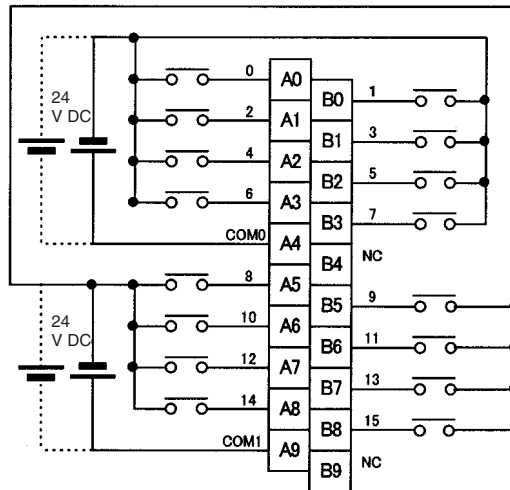 0 A0
B0 1
24
V DC
2 A1
B1 3
4 A2
B2 5
6 A3
B3 7
COM0 A4
B4 NC
8 A5
B5 9
24
V DC
10 A6
B6 11
12 A7
B7 13
14 A8
B8 15
COM1 A9
B9 NC